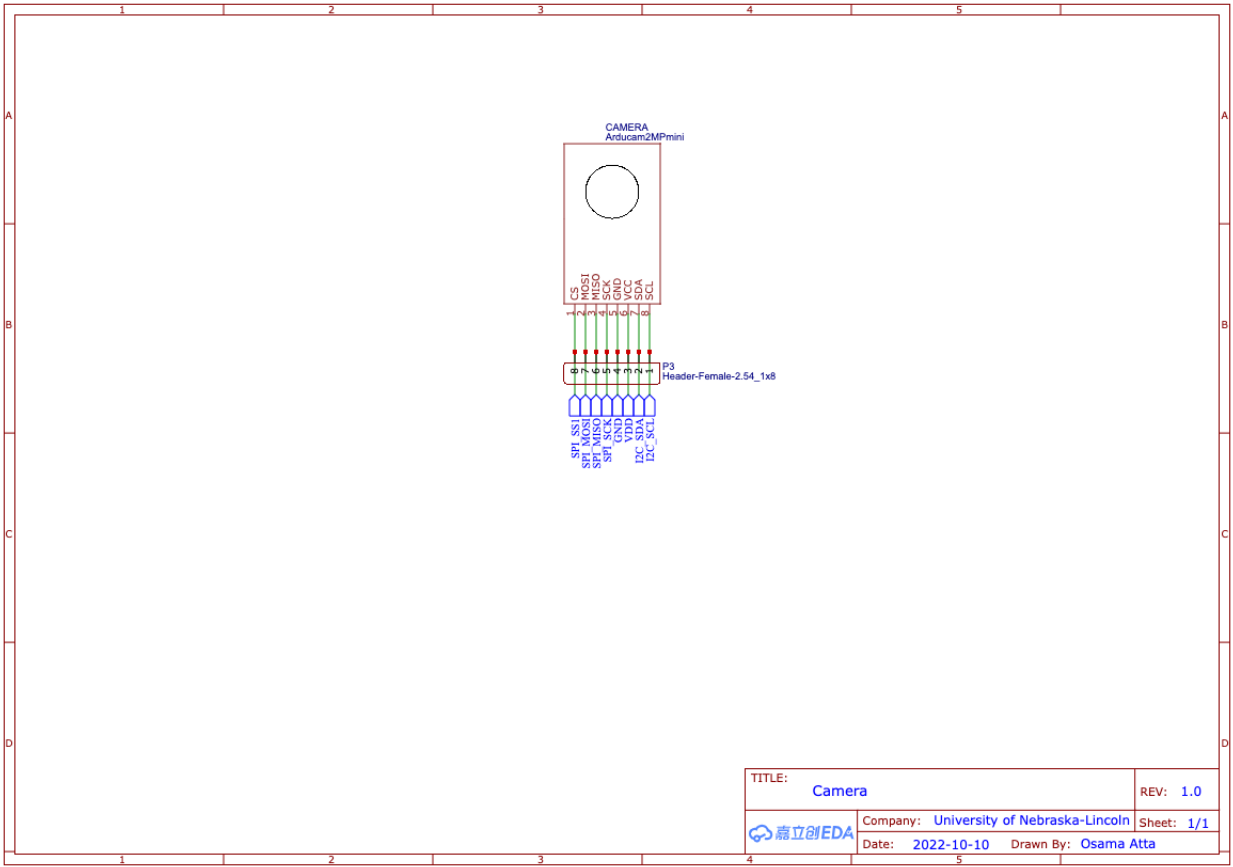 1 2 3 4 5
A A
CAMERA
Arducam2MPmini
CS MOSI MISO SCK GND VCC SDA SCL
B B
1 2 3 4 5 6 7 8
P3
8 7 6 5 4 3 2 1
Header-Female-2.54_1x8
SPI_SS1 SPI_MOSI SPI_MISO SPI_SCK GND VDD I2C_SDA I2C_SCL
C C
D D
TITLE:
Camera
REV: 1.0
嘉立创EDA
Company: University of Nebraska-Lincoln
Sheet: 1/1
Date: 2022-10-10 Drawn By: Osama Atta
1 2 3 4 5